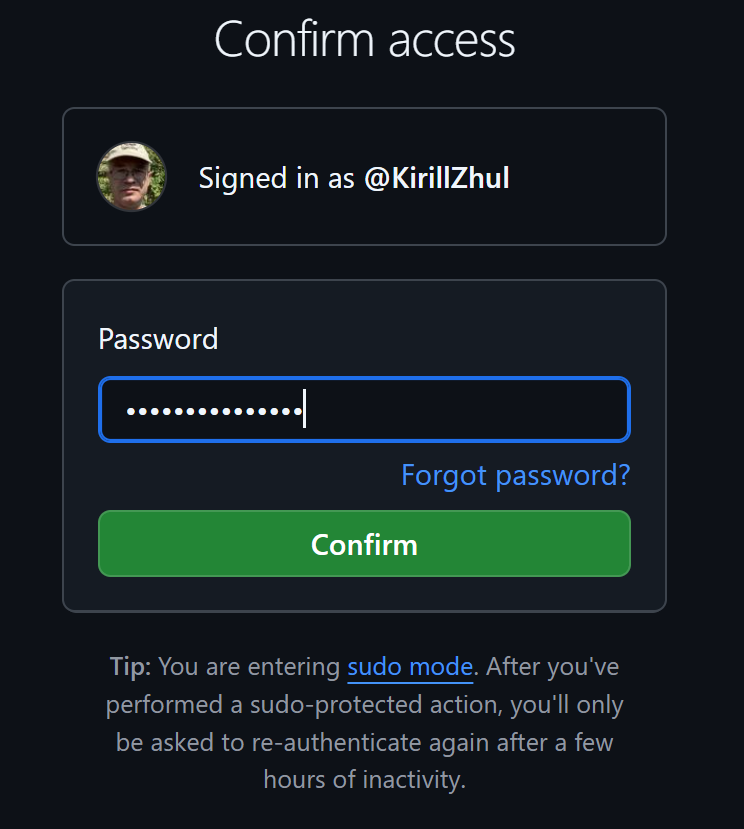 Confirm access
Signed in as @KirillZhul
Password
•••••••••••••••
Forgot password?
Confirm
Tip: You are entering sudo mode. After you've
performed a sudo-protected action, you'll only
be asked to re-authenticate again after a few
hours of inactivity.